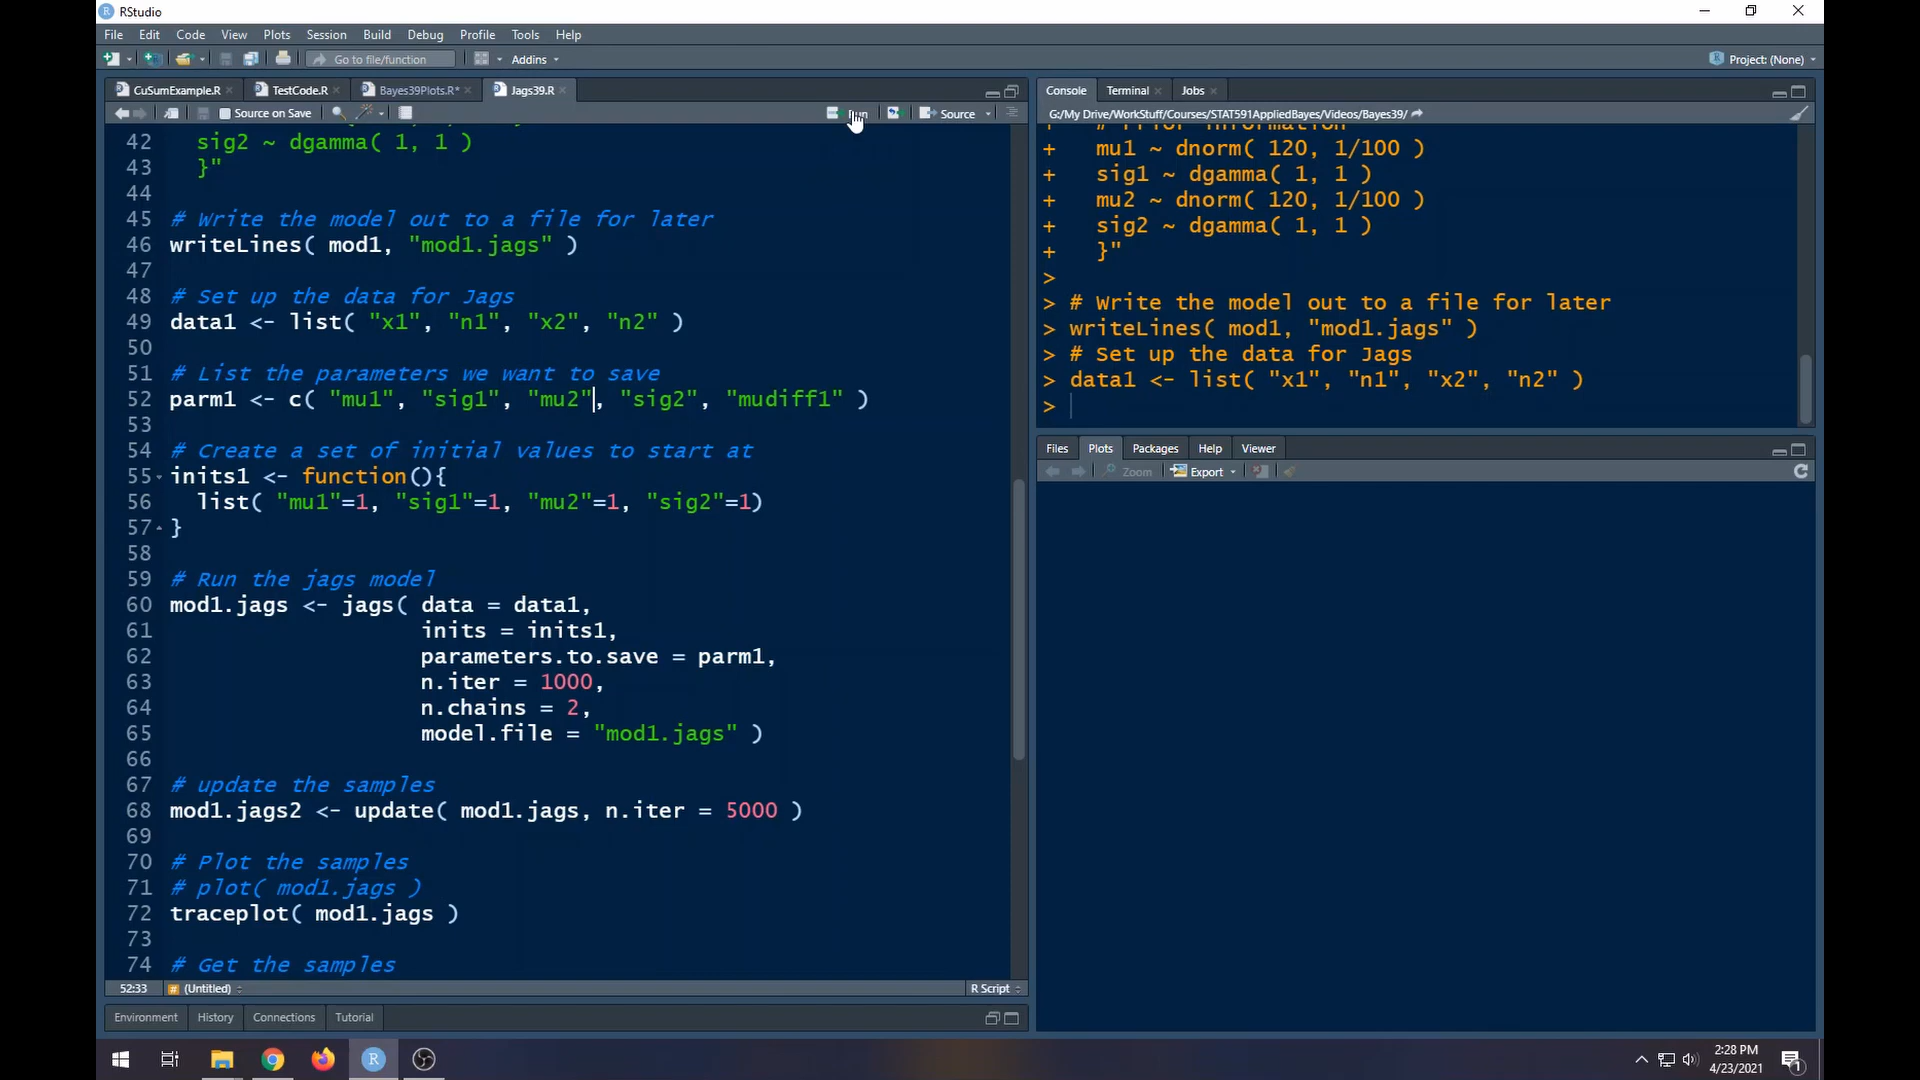 RStudio
File Edit Code View Plots Session Build Debug Profile Tools Help
Go to file/function Addins Project: (None)
CuSumExample.R TestCode.R Bayes39Plots.R* Jags39.R
Source on Save Run Source
42 sig2 ~ dgamma( 1, 1 )
43 }"
44
45 # Write the model out to a file for later
46 writeLines( mod1, "mod1.jags" )
47
48 # Set up the data for Jags
49 data1 <- list( "x1", "n1", "x2", "n2" )
50
51 # List the parameters we want to save
52 parm1 <- c( "mu1", "sig1", "mu2", "sig2", "mudiff1" )
53
54 # Create a set of initial values to start at
55 inits1 <- function(){
56 list( "mu1"=1, "sig1"=1, "mu2"=1, "sig2"=1)
57 }
58
59 # Run the jags model
60 mod1.jags <- jags( data = data1,
61 inits = inits1,
62 parameters.to.save = parm1,
63 n.iter = 1000,
64 n.chains = 2,
65 model.file = "mod1.jags" )
66
67 # update the samples
68 mod1.jags2 <- update( mod1.jags, n.iter = 5000 )
69
70 # Plot the samples
71 # plot( mod1.jags )
72 traceplot( mod1.jags )
73
74 # Get the samples
52:33 # (Untitled) R Script
Environment History Connections Tutorial
Console Terminal Jobs
G:/My Drive/WorkStuff/Courses/STAT591AppliedBayes/Videos/Bayes39/
+ # Prior information
+ mu1 ~ dnorm( 120, 1/100 )
+ sig1 ~ dgamma( 1, 1 )
+ mu2 ~ dnorm( 120, 1/100 )
+ sig2 ~ dgamma( 1, 1 )
+ }"
>
> # Write the model out to a file for later
> writeLines( mod1, "mod1.jags" )
> # Set up the data for Jags
> data1 <- list( "x1", "n1", "x2", "n2" )
>
Files Plots Packages Help Viewer
Zoom Export
R
2:28 PM
4/23/2021
1